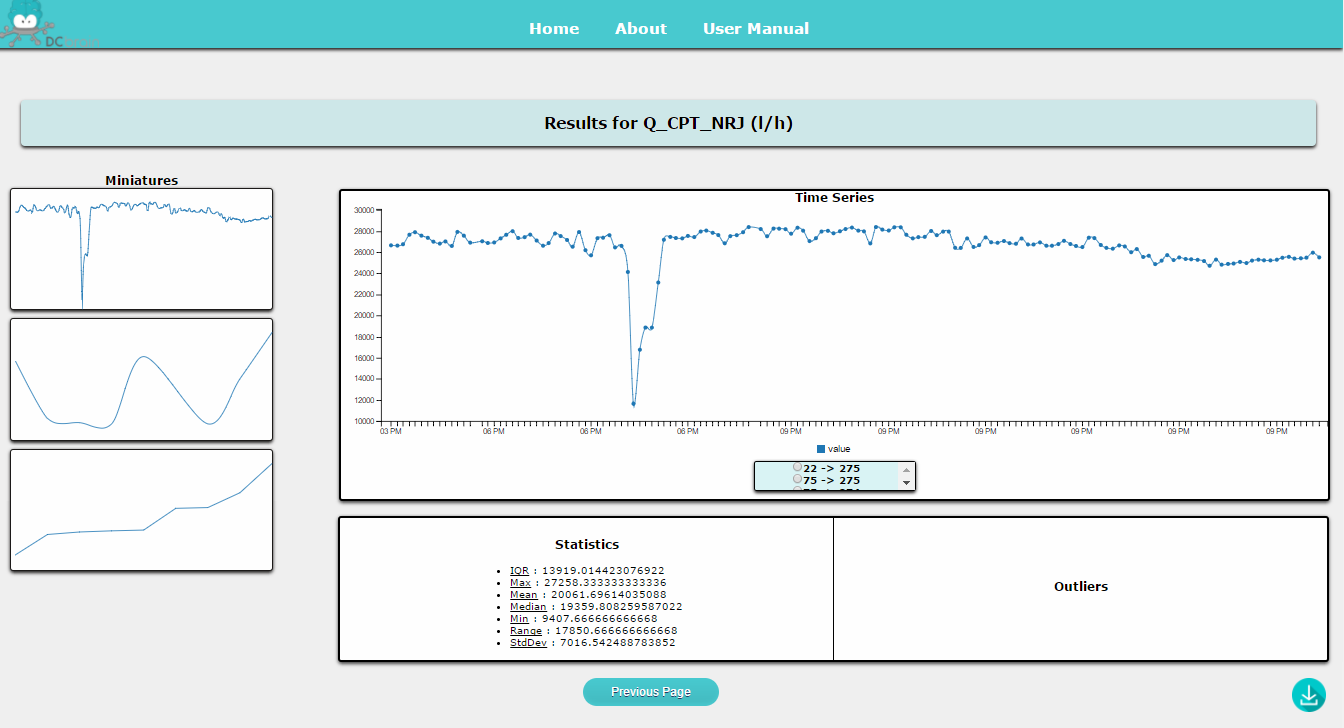 DC
Home About User Manual
Results for Q_CPT_NRJ (l/h)
Miniatures
Time Series
30000
28000
26000
24000
22000
20000
18000
16000
14000
12000
10000
03 PM 06 PM 06 PM 06 PM 09 PM 09 PM 09 PM 09 PM 09 PM 09 PM
value
22 -> 275
75 -> 275
Statistics
IQR : 13919.014423076922
Max : 27258.333333333336
Mean : 20061.69614035088
Median : 19359.808259587022
Min : 9407.666666666668
Range : 17850.666666666668
StdDev : 7016.542488783852
Outliers
Previous Page